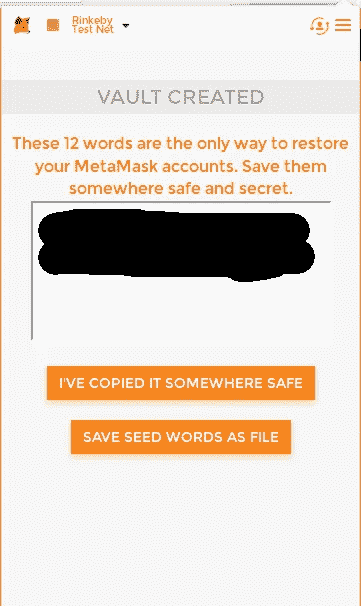 Rinkeby
Test Net
VAULT CREATED
These 12 words are the only way to restore
your MetaMask accounts. Save them
somewhere safe and secret.
I'VE COPIED IT SOMEWHERE SAFE
SAVE SEED WORDS AS FILE